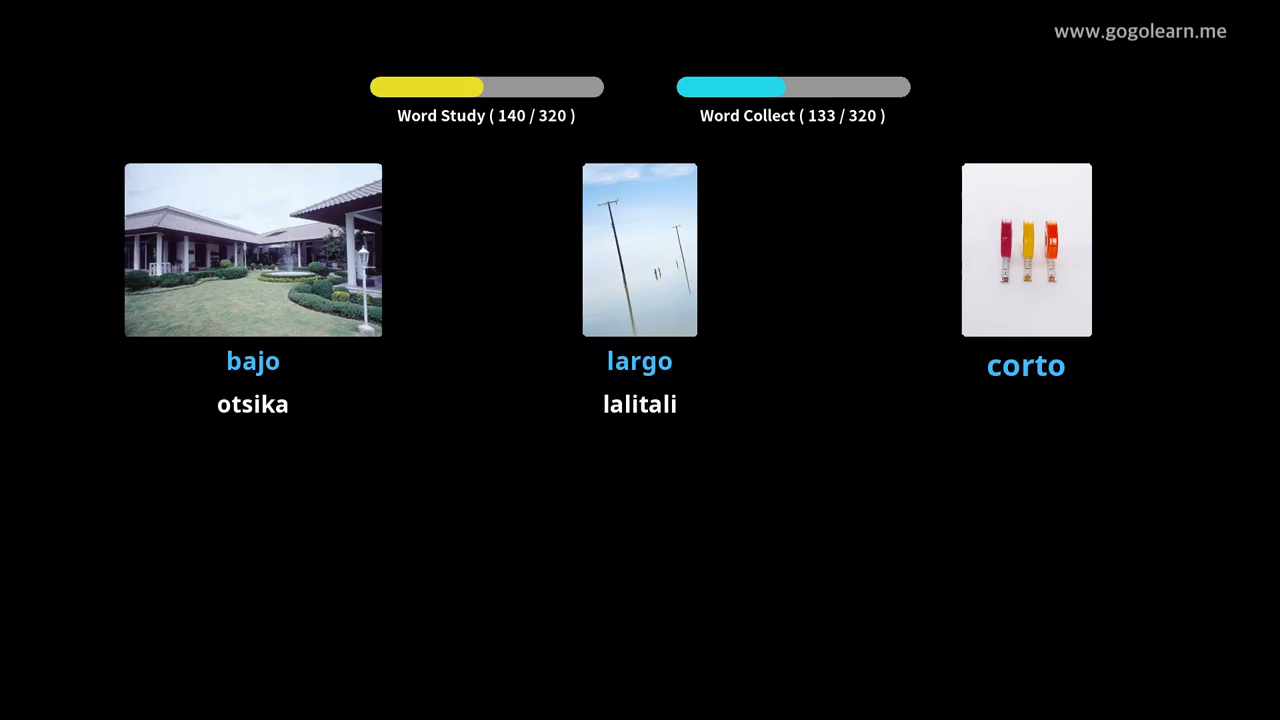 www.gogolearn.me
Word Study ( 140 / 320 )
Word Collect ( 133 / 320 )
bajo
largo
corto
otsika
lalitali